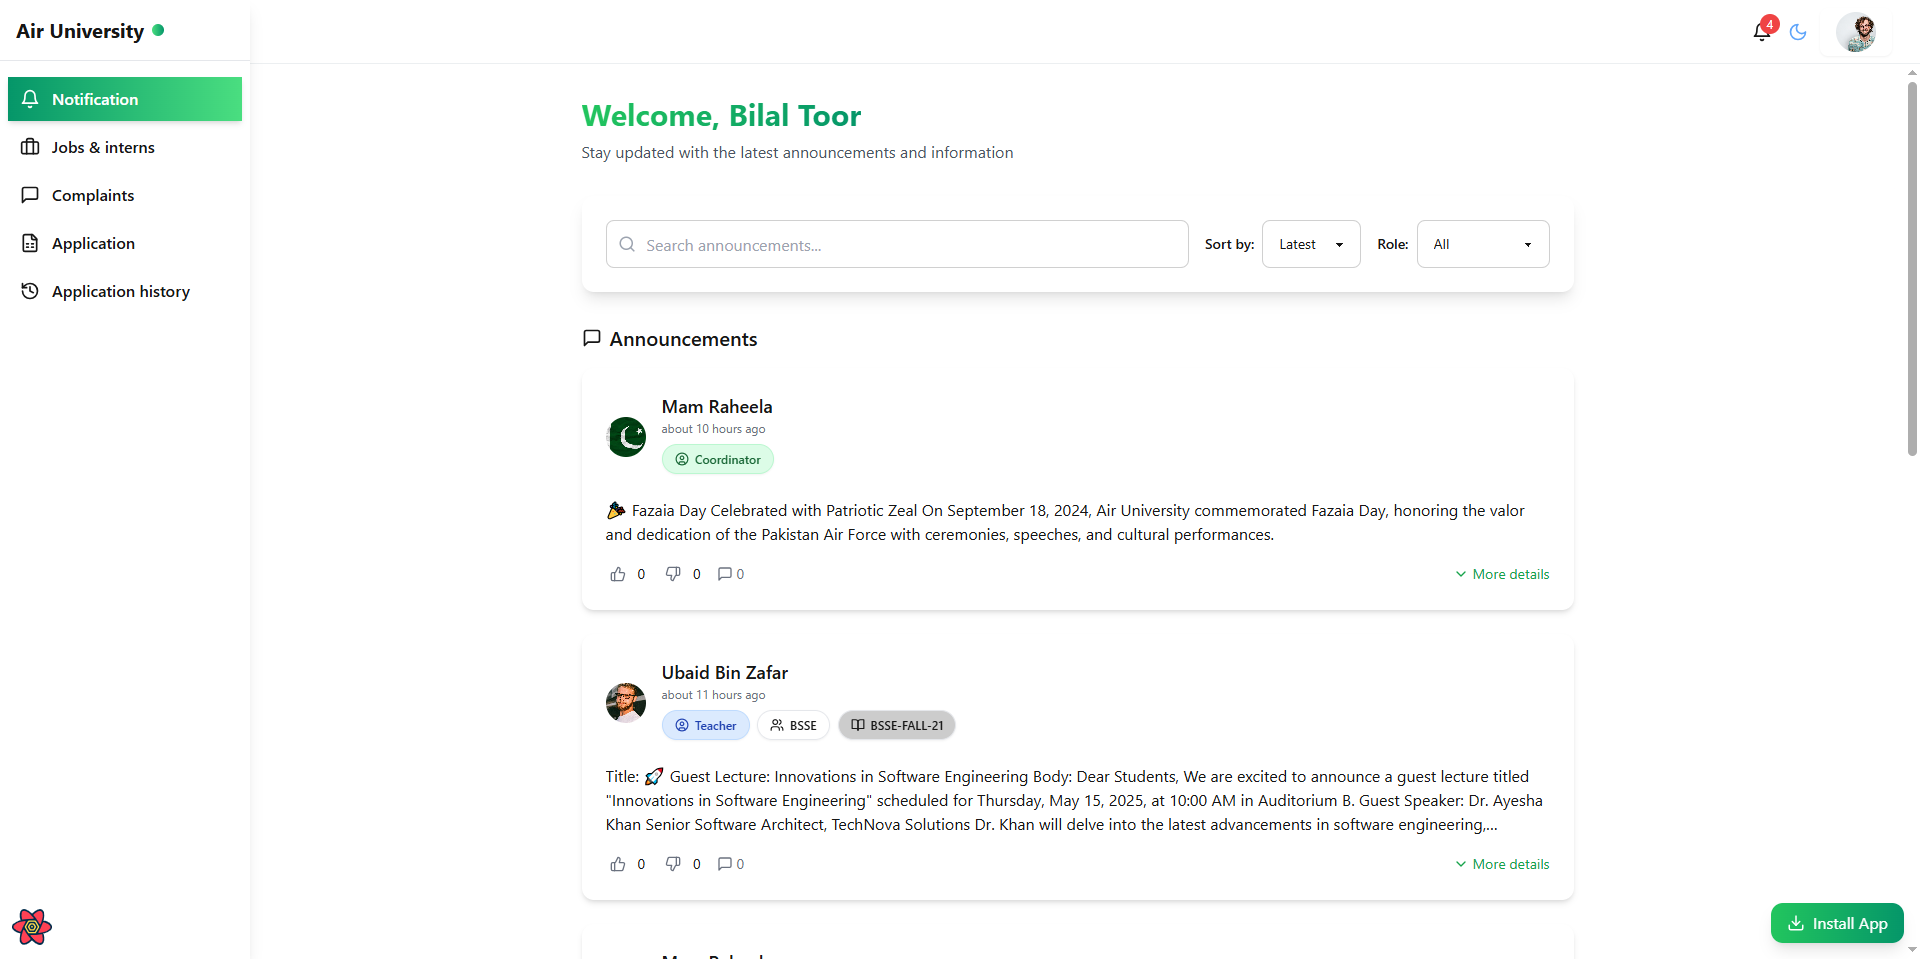 Air University
4
Notification
Jobs & interns
Complaints
Application
Application history
Welcome, Bilal Toor
Stay updated with the latest announcements and information
Search announcements...
Sort by:
Latest
Role:
All
Announcements
Mam Raheela
about 10 hours ago
Coordinator
🎉 Fazaia Day Celebrated with Patriotic Zeal On September 18, 2024, Air University commemorated Fazaia Day, honoring the valor
and dedication of the Pakistan Air Force with ceremonies, speeches, and cultural performances.
0 0 0
More details
Ubaid Bin Zafar
about 11 hours ago
Teacher BSSE BSSE-FALL-21
Title: 🚀 Guest Lecture: Innovations in Software Engineering Body: Dear Students, We are excited to announce a guest lecture titled
"Innovations in Software Engineering" scheduled for Thursday, May 15, 2025, at 10:00 AM in Auditorium B. Guest Speaker: Dr. Ayesha
Khan Senior Software Architect, TechNova Solutions Dr. Khan will delve into the latest advancements in software engineering,...
0 0 0
More details
Install App